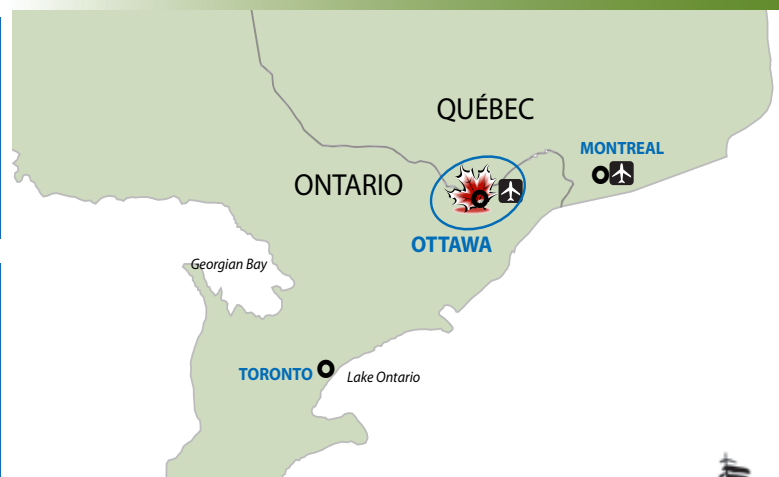 QUÉBEC
MONTREAL
ONTARIO
OTTAWA
Georgian Bay
TORONTO
Lake Ontario